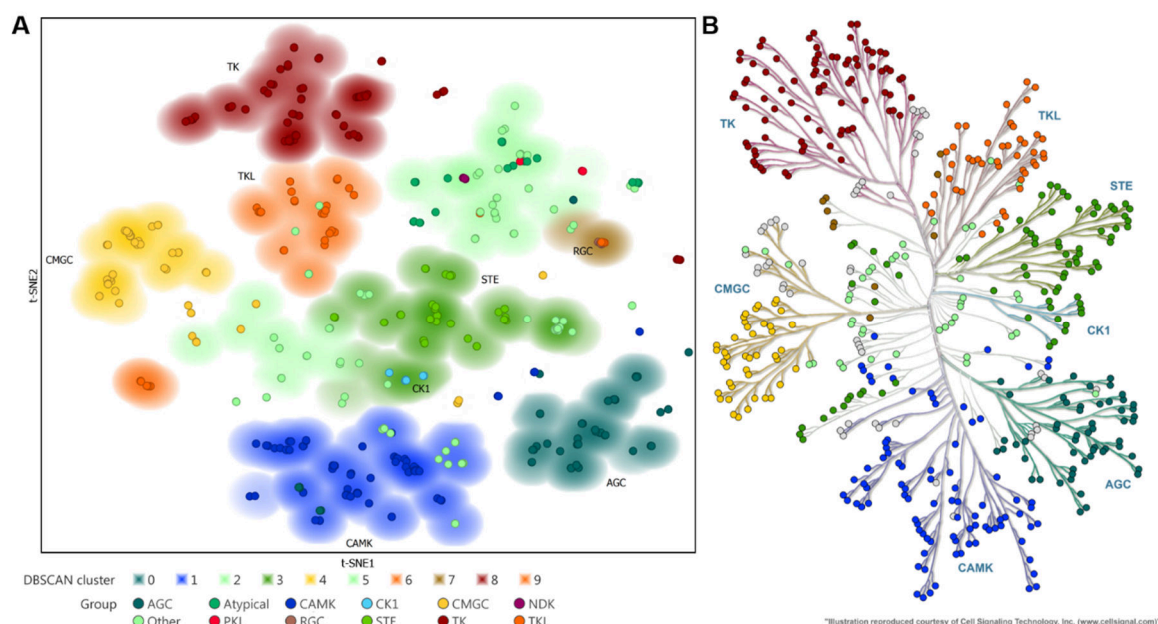 A
B
TK
TKL
CMGC
RGC
STE
CK1
AGC
CAMK
t-SNE2
t-SNE1
DBSCAN cluster 0 1 2 3 4 5 6 7 8 9
Group AGC Atypical CAMK CK1 CMGC NDK
Other PKL RGC STE TK TKL
TK
TKL
STE
CMGC
CK1
AGC
CAMK
"Illustration reproduced courtesy of Cell Signaling Technology, Inc. (www.cellsignal.com)"